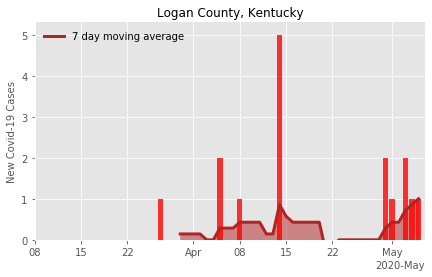 Logan County, Kentucky
7 day moving average
New Covid-19 Cases
5
4
3
2
1
0
08 15 22 Apr 08 15 22 May
2020-May